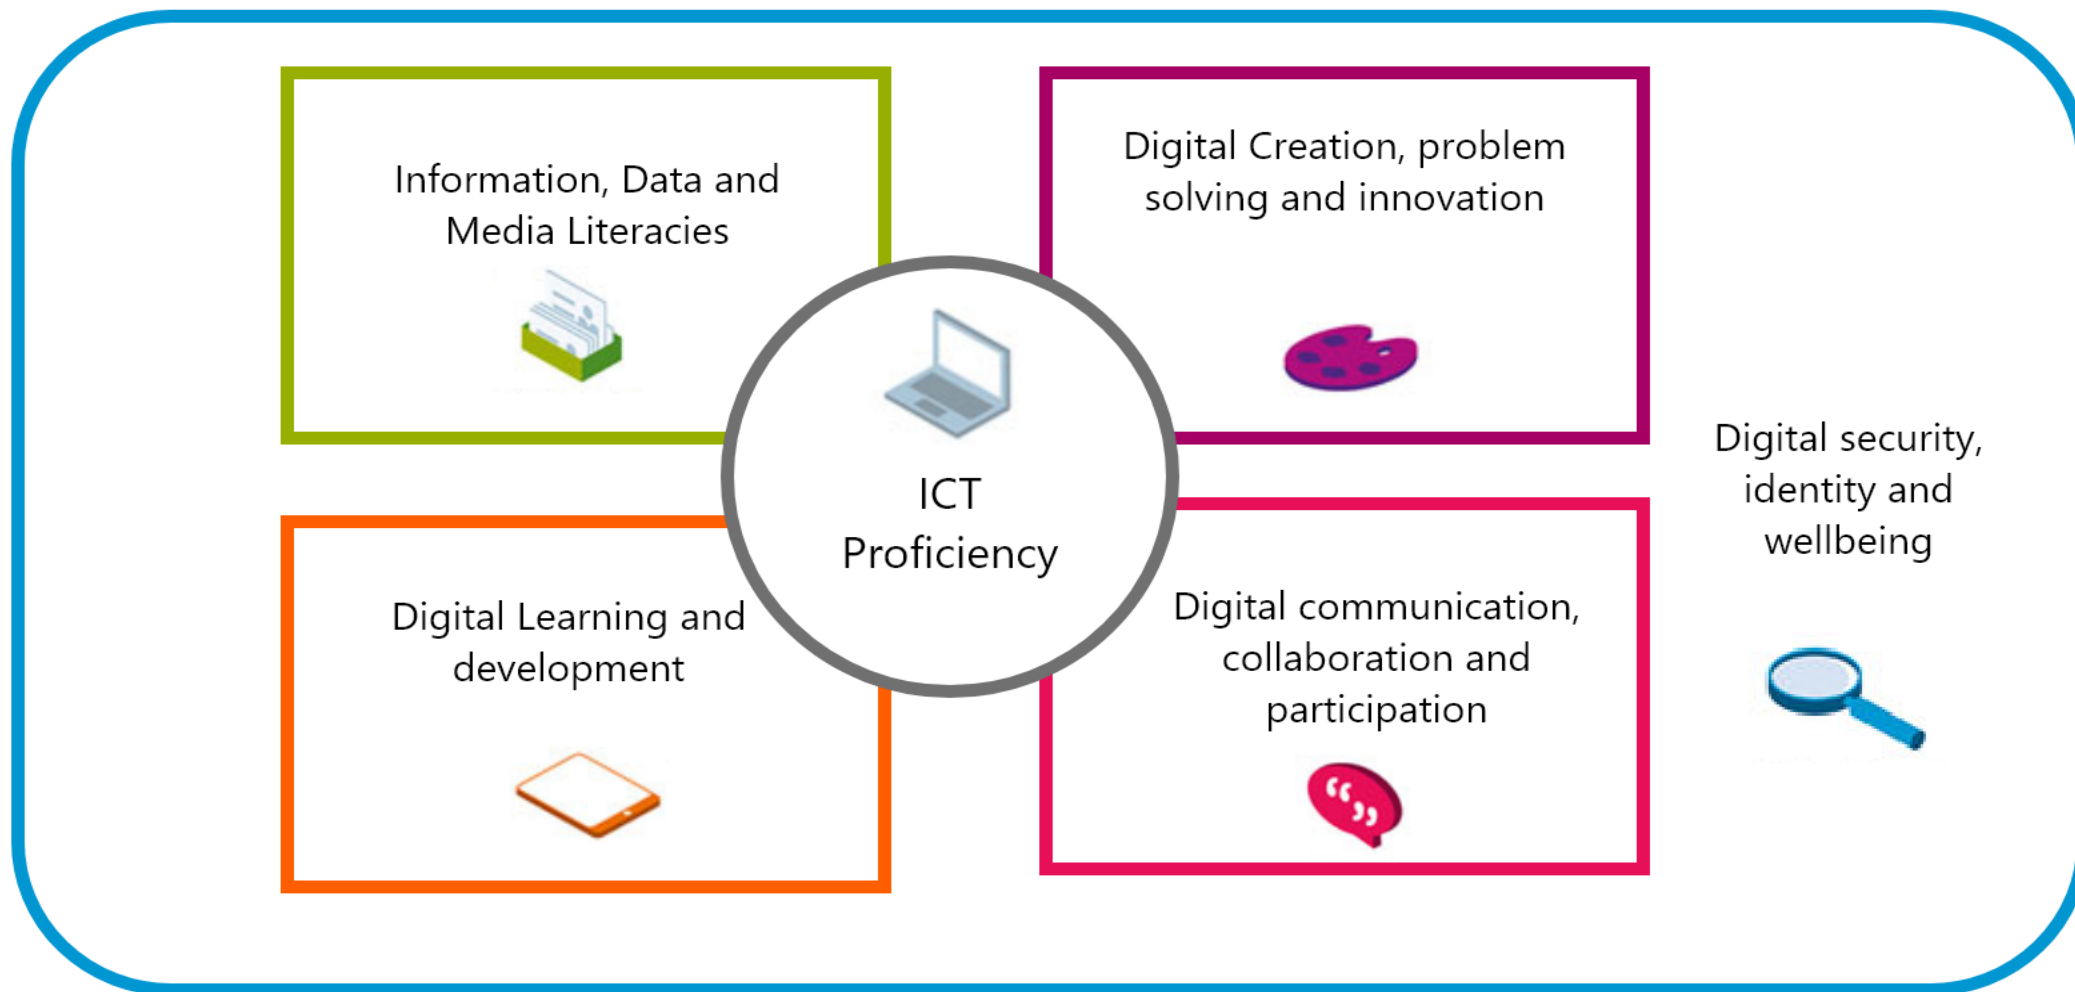 Information, Data and
Media Literacies
Digital Creation, problem
solving and innovation
ICT
Proficiency
Digital Learning and
development
Digital communication,
collaboration and
participation
Digital security,
identity and
wellbeing